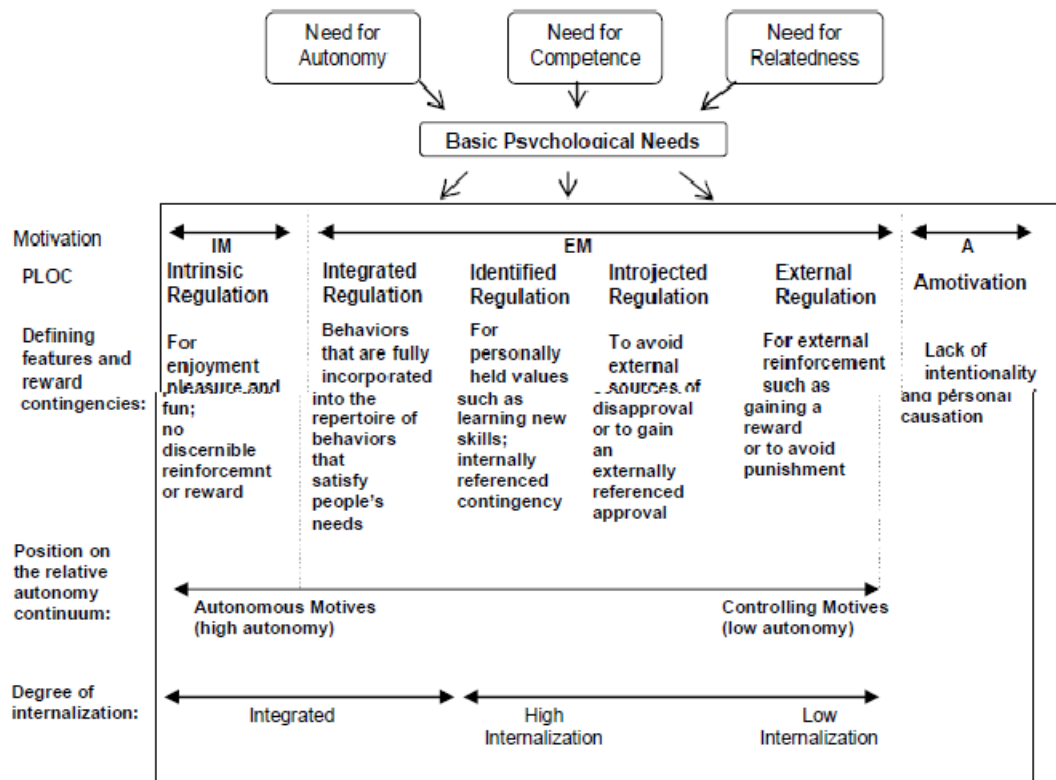 Need for
Autonomy
Need for
Competence
Need for
Relatedness
Basic Psychological Needs
Motivation
IM
EM
A
PLOC
Intrinsic
Regulation
Integrated
Regulation
Identified
Regulation
Introjected
Regulation
External
Regulation
Amotivation
Defining
features and
reward
contingencies:
For
enjoyment
pleasure and
fun;
no
discernible
reinforcemnt
or reward
Behaviors
that are fully
incorporated
into the
repertoire of
behaviors
that
satisfy
people's
needs
For
personally
held values
such as
learning new
skills;
internally
referenced
contingency
To avoid
external
sources of
disapproval
or to gain
an
externally
referenced
approval
For external
reinforcement
such as
gaining a
reward
or to avoid
punishment
Lack of
intentionality
and personal
causation
Position on
the relative
autonomy
continuum:
Autonomous Motives
(high autonomy)
Controlling Motives
(low autonomy)
Degree of
internalization:
Integrated
High
Internalization
Low
Internalization